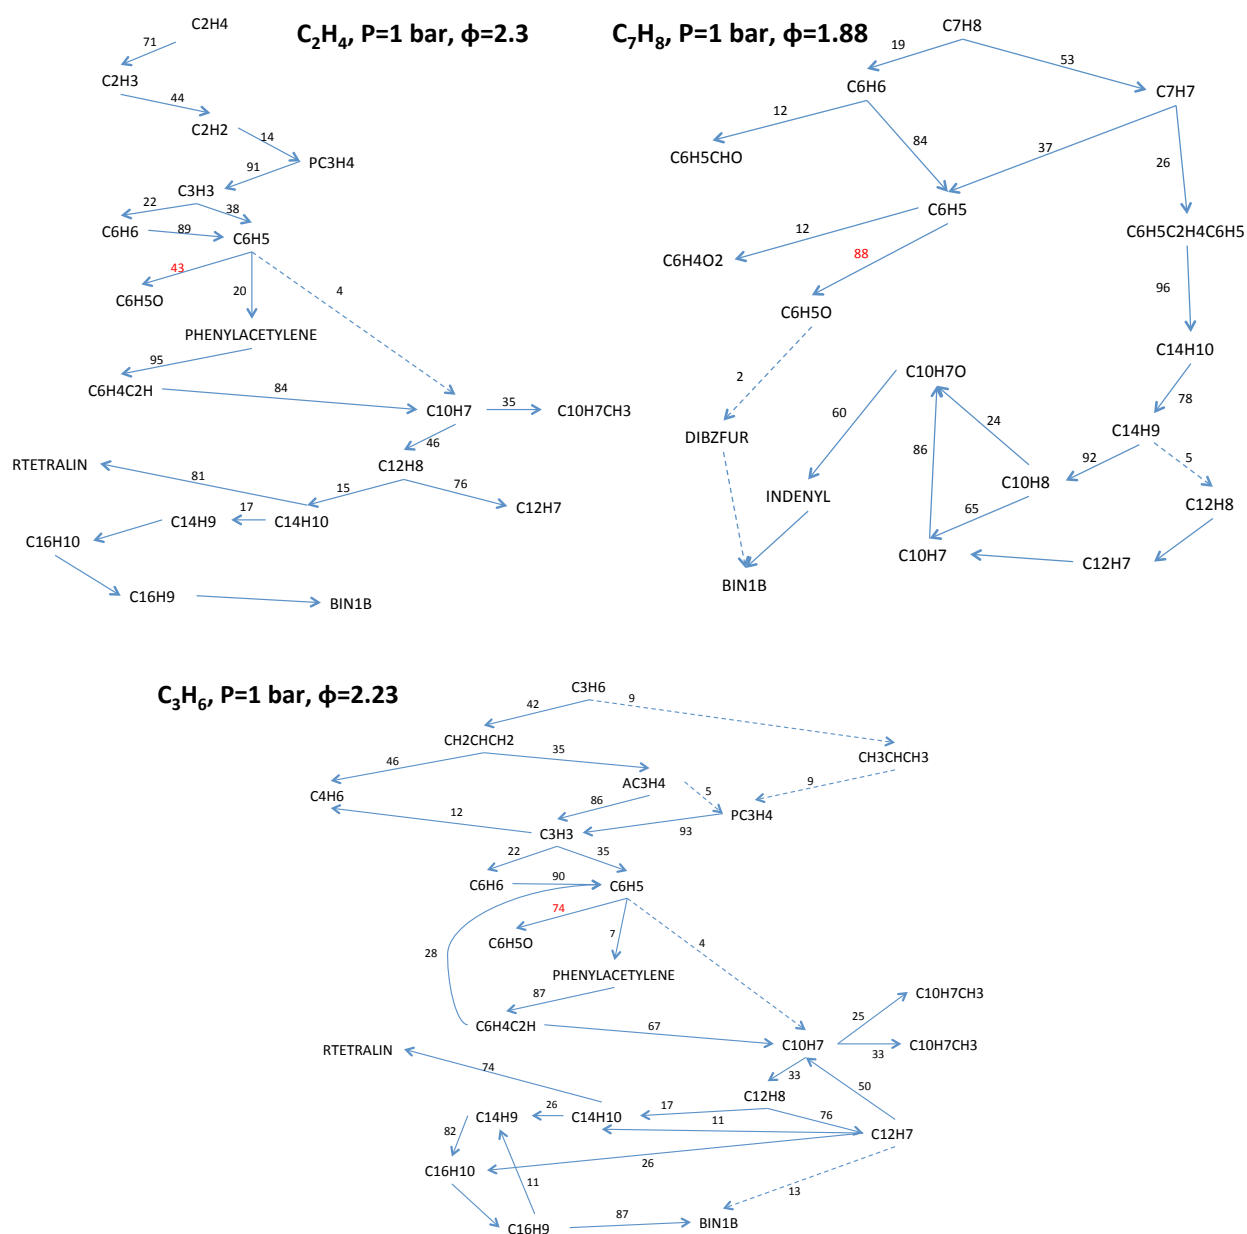 C2H4
C₂H₄, P=1 bar, ϕ=2.3
71
C2H3
44
C2H2
14
PC3H4
91
C3H3
22
38
C6H6
89
C6H5
43
20
4
C6H5O
PHENYLACETYLENE
95
C6H4C2H
84
C10H7
35
C10H7CH3
46
RTETRALIN
C12H8
81
15
76
C14H9
17
C14H10
C12H7
C16H10
C16H9
BIN1B
C₇H₈, P=1 bar, ϕ=1.88
C7H8
19
53
C6H6
C7H7
12
84
37
26
C6H5CHO
C6H5
12
C6H5C2H4C6H5
C6H4O2
88
96
C6H5O
C14H10
2
C10H7O
78
DIBZFUR
60
24
C14H9
86
92
5
INDENYL
C10H8
65
C12H8
C10H7
C12H7
BIN1B
C₃H₆, P=1 bar, ϕ=2.23
C3H6
42
9
CH2CHCH2
46
35
CH3CHCH3
AC3H4
9
C4H6
86
5
PC3H4
12
C3H3
93
22
35
C6H6
90
C6H5
74
C6H5O
7
4
28
PHENYLACETYLENE
87
C10H7CH3
C6H4C2H
67
25
RTETRALIN
C10H7
33
C10H7CH3
74
33
50
C12H8
C14H9
26
C14H10
17
76
11
C12H7
82
C16H10
26
11
13
C16H9
87
BIN1B